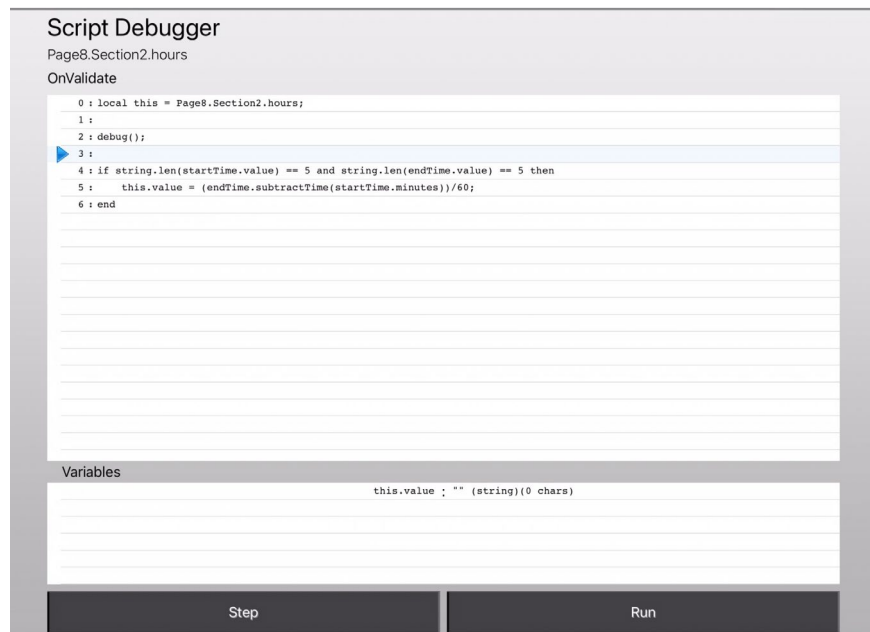 Script Debugger
Page8.Section2.hours
OnValidate
0 : local this = Page8.Section2.hours;
1 :
2 : debug();
3 :
4 : if string.len(startTime.value) == 5 and string.len(endTime.value) == 5 then
5 :     this.value = (endTime.subtractTime(startTime.minutes))/60;
6 : end
Variables
this.value : "" (string)(0 chars)
Step
Run